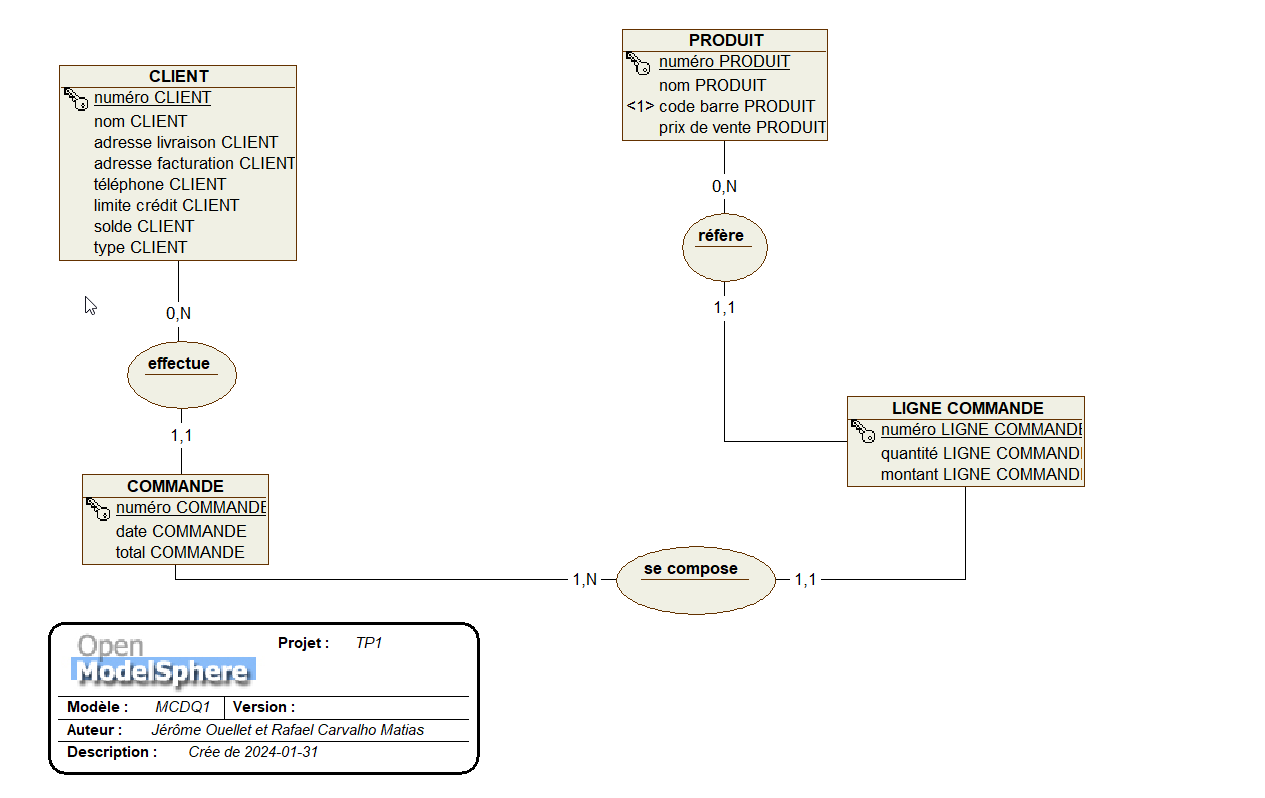 PRODUIT
numéro PRODUIT
nom PRODUIT
<1> code barre PRODUIT
prix de vente PRODUIT
CLIENT
numéro CLIENT
nom CLIENT
adresse livraison CLIENT
adresse facturation CLIENT
téléphone CLIENT
limite crédit CLIENT
solde CLIENT
type CLIENT
0,N
réfère
1,1
0,N
effectue
1,1
LIGNE COMMANDE
numéro LIGNE COMMANDE
quantité LIGNE COMMAND
montant LIGNE COMMAND
COMMANDE
numéro COMMANDE
date COMMANDE
total COMMANDE
1,N
se compose
1,1
Open
ModelSphere
Projet : TP1
Modèle : MCDQ1 Version :
Auteur : Jérôme Ouellet et Rafael Carvalho Matias
Description : Crée de 2024-01-31